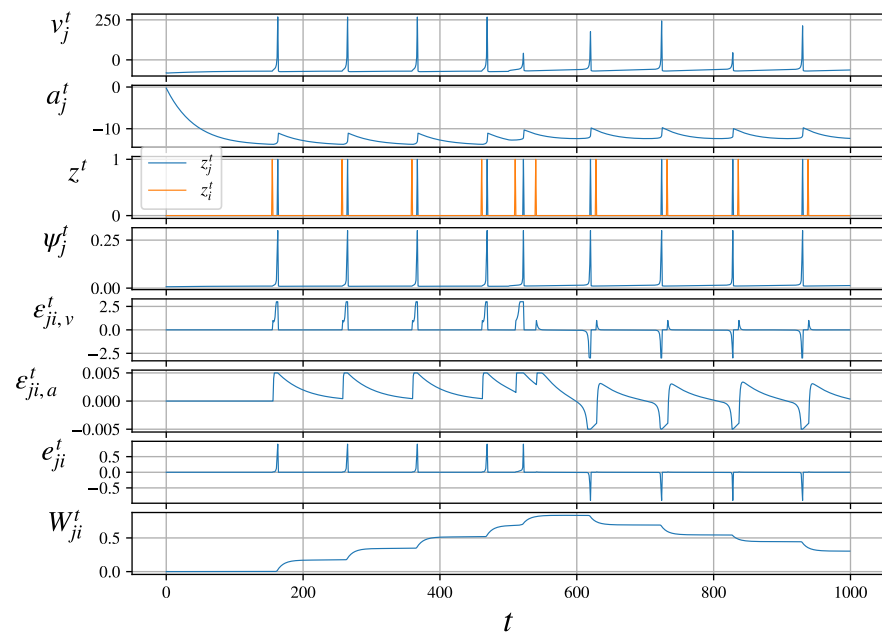 v_j^t
250
0
a_j^t
0
−10
z^t
1
0
z_j^t
z_i^t
ψ_j^t
0.25
0.00
ε_{ji,v}^t
2.5
0.0
−2.5
ε_{ji,a}^t
0.005
0.000
−0.005
e_{ji}^t
0.5
0.0
−0.5
W_{ji}^t
0.5
0.0
0 200 400 600 800 1000
t